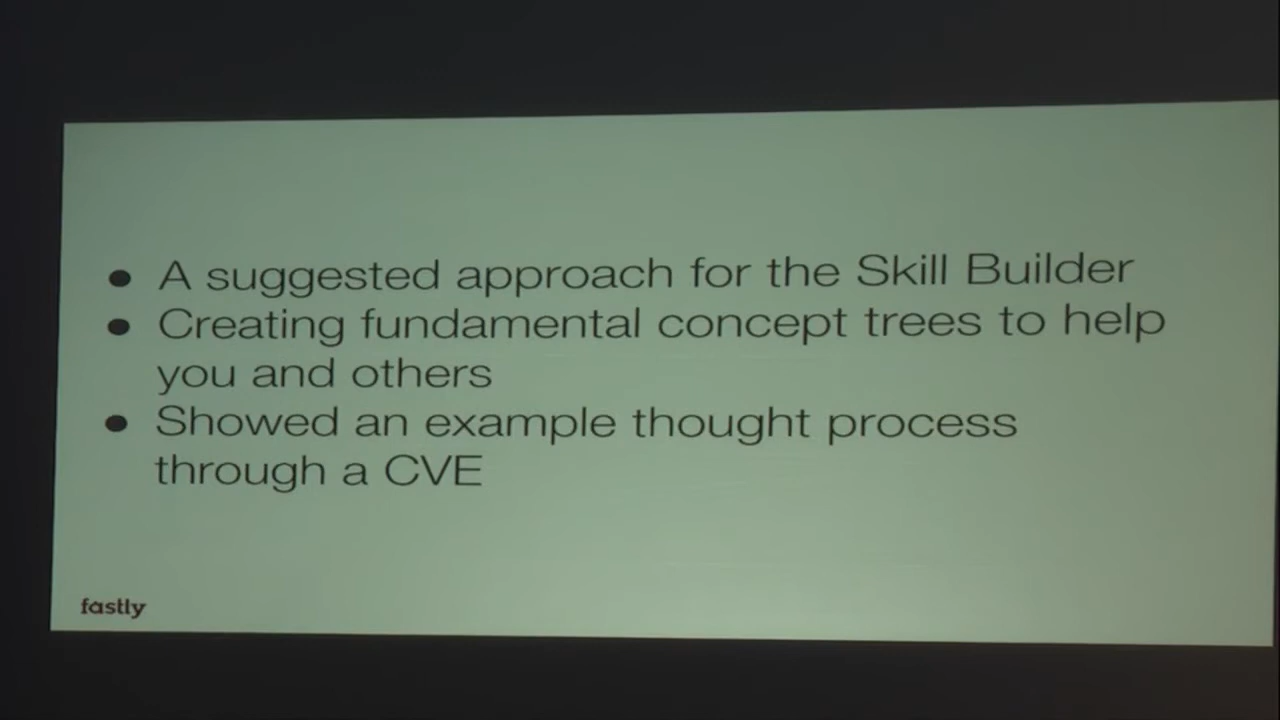 ● A suggested approach for the Skill Builder
● Creating fundamental concept trees to help
you and others
● Showed an example thought process
through a CVE
fastly